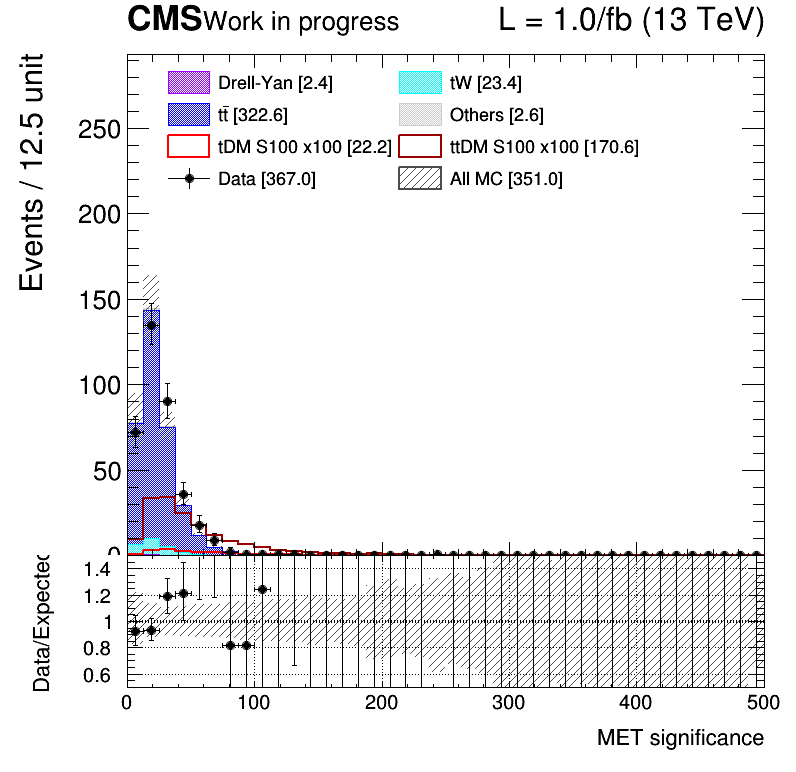 CMS Work in progress L = 1.0/fb (13 TeV)
Drell-Yan [2.4] tW [23.4]
tt̄ [322.6] Others [2.6]
tDM S100 x100 [22.2] ttDM S100 x100 [170.6]
Data [367.0] All MC [351.0]
Events / 12.5 unit
250
200
150
100
50
0
Data/Expected
1.4
1.2
1
0.8
0.6
0 100 200 300 400 500
MET significance